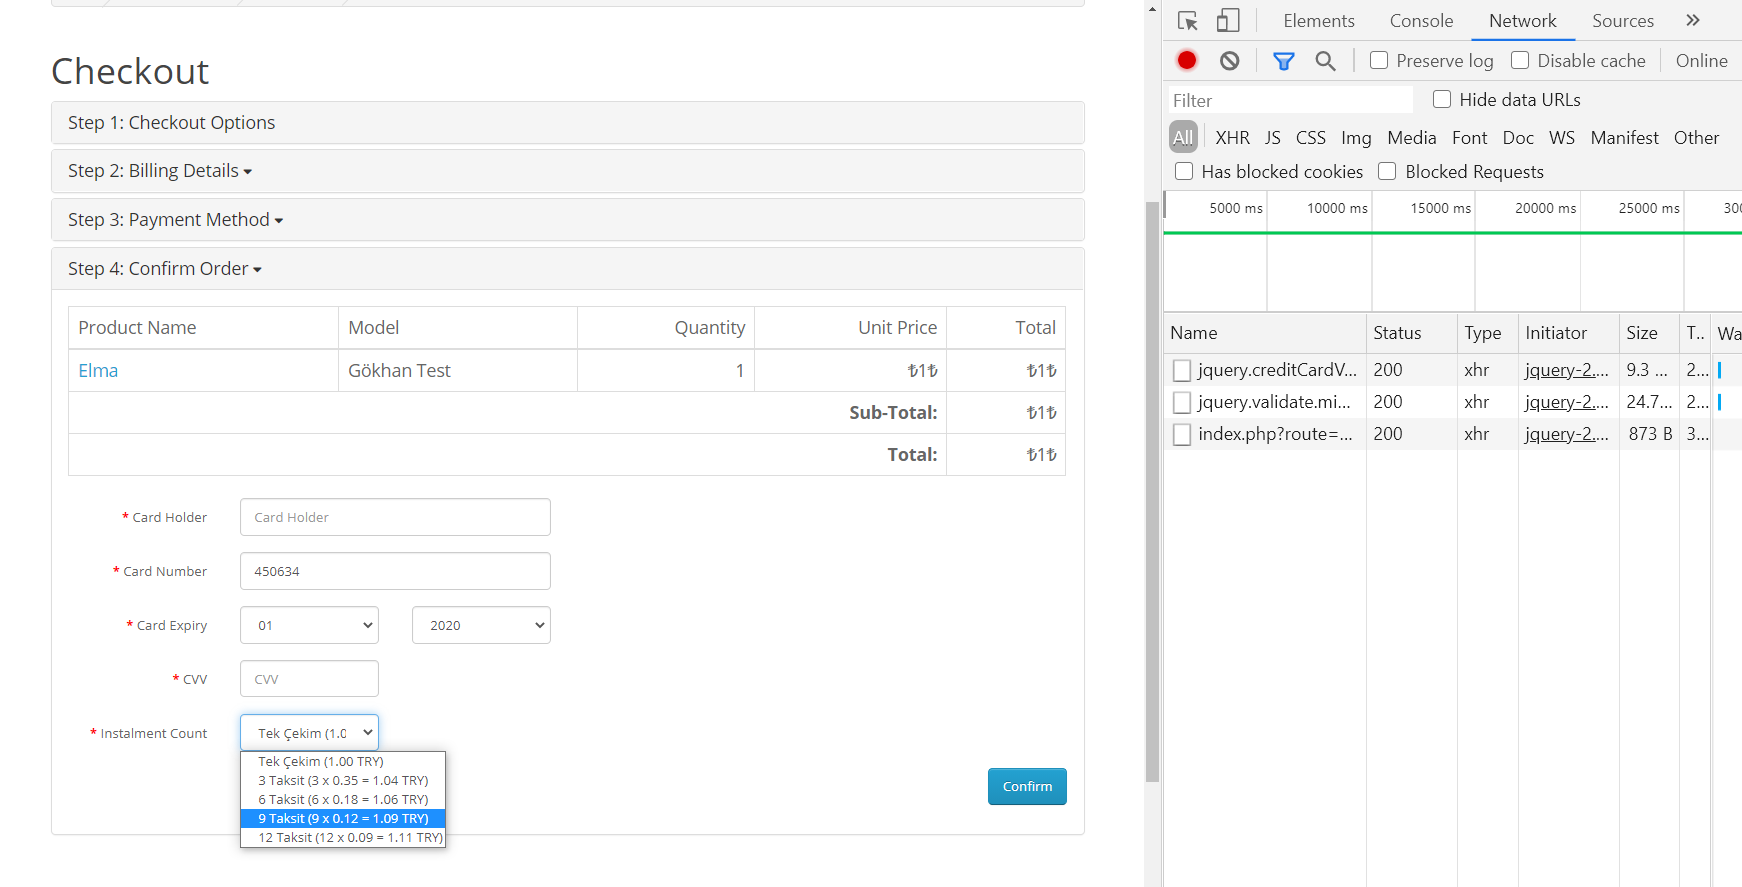 Checkout
Step 1: Checkout Options
Step 2: Billing Details
Step 3: Payment Method
Step 4: Confirm Order
Product Name Model Quantity Unit Price Total
Elma Gökhan Test 1 ₺1₺ ₺1₺
Sub-Total: ₺1₺
Total: ₺1₺
* Card Holder Card Holder
* Card Number 450634
* Card Expiry 01 2020
* CVV CVV
* Instalment Count Tek Çekim (1.0
Tek Çekim (1.00 TRY)
3 Taksit (3 x 0.35 = 1.04 TRY)
6 Taksit (6 x 0.18 = 1.06 TRY)
9 Taksit (9 x 0.12 = 1.09 TRY)
12 Taksit (12 x 0.09 = 1.11 TRY)
Confirm
Elements Console Network Sources »
Preserve log Disable cache Online
Filter Hide data URLs
All XHR JS CSS Img Media Font Doc WS Manifest Other
Has blocked cookies Blocked Requests
5000 ms 10000 ms 15000 ms 20000 ms 25000 ms 300
Name Status Type Initiator Size T.. Wa
jquery.creditCardV... 200 xhr jquery-2.... 9.3 ... 2...
jquery.validate.mi... 200 xhr jquery-2.... 24.7... 2...
index.php?route=... 200 xhr jquery-2.... 873 B 3...